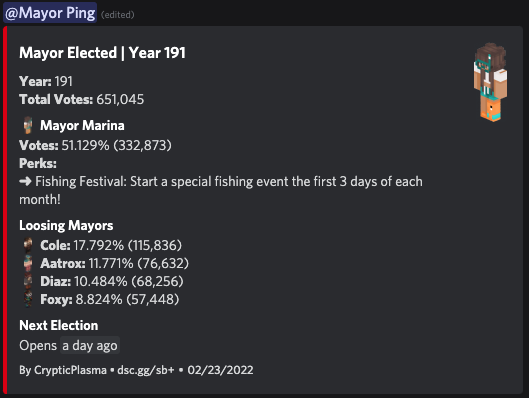 @Mayor Ping (edited)
Mayor Elected | Year 191
Year: 191
Total Votes: 651,045
Mayor Marina
Votes: 51.129% (332,873)
Perks:
➜ Fishing Festival: Start a special fishing event the first 3 days of each
month!
Loosing Mayors
Cole: 17.792% (115,836)
Aatrox: 11.771% (76,632)
Diaz: 10.484% (68,256)
Foxy: 8.824% (57,448)
Next Election
Opens a day ago
By CrypticPlasma • dsc.gg/sb+ • 02/23/2022